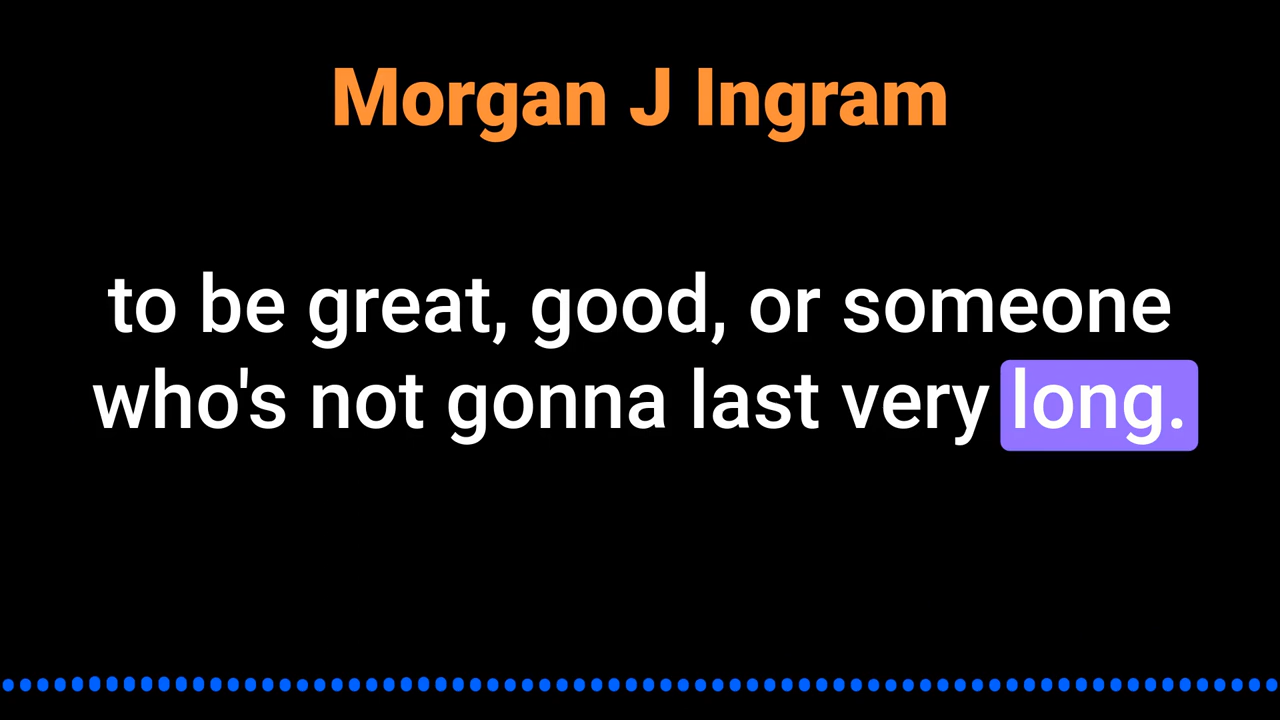 Morgan J Ingram
to be great, good, or someone
who's not gonna last very long.